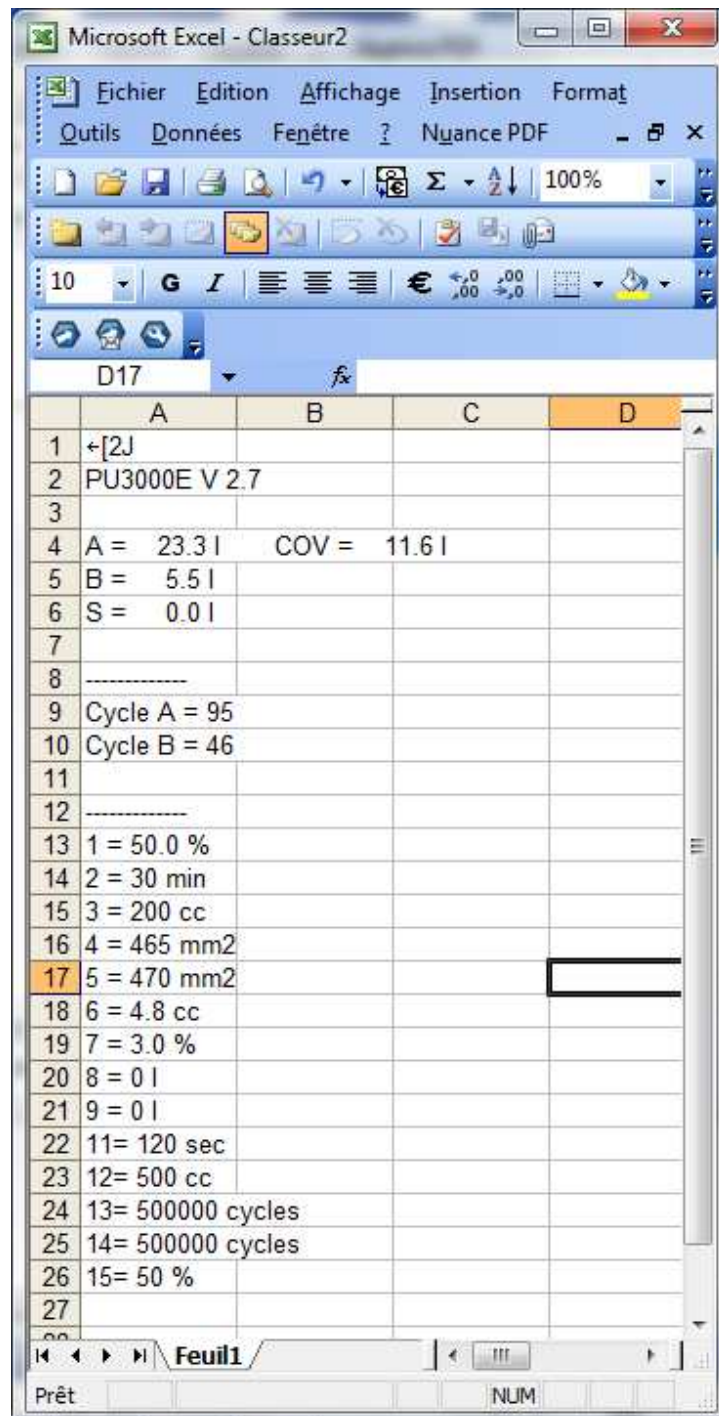 Microsoft Excel - Classeur2
Fichier Edition Affichage Insertion Format
Outils Données Fenêtre ? Nuance PDF
100%
10 G I € ,00 ,00
D17 fx
A B C D
1 ←[2J
2 PU3000E V 2.7
3
4 A = 23.3 l COV = 11.6 l
5 B = 5.5 l
6 S = 0.0 l
7
8 -------------
9 Cycle A = 95
10 Cycle B = 46
11
12 -------------
13 1 = 50.0 %
14 2 = 30 min
15 3 = 200 cc
16 4 = 465 mm2
17 5 = 470 mm2
18 6 = 4.8 cc
19 7 = 3.0 %
20 8 = 0 l
21 9 = 0 l
22 11= 120 sec
23 12= 500 cc
24 13= 500000 cycles
25 14= 500000 cycles
26 15= 50 %
27
Feuil1
Prêt NUM